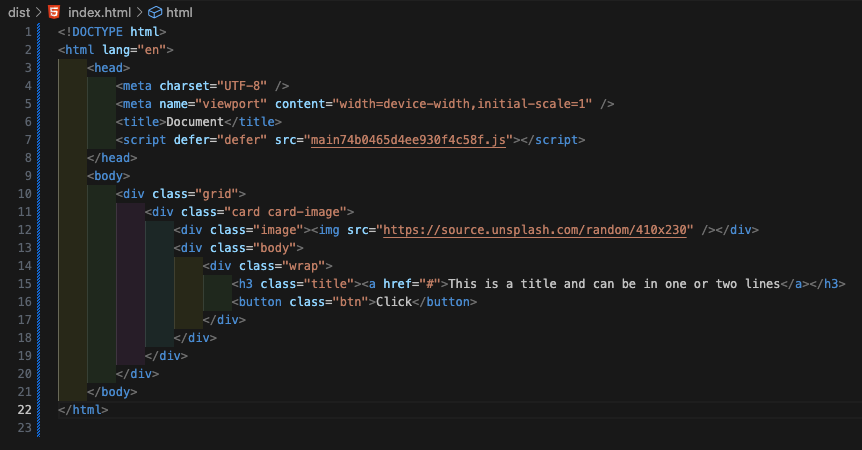 dist > index.html > html
1 <!DOCTYPE html>
2 <html lang="en">
3 <head>
4 <meta charset="UTF-8" />
5 <meta name="viewport" content="width=device-width,initial-scale=1" />
6 <title>Document</title>
7 <script defer="defer" src="main74b0465d4ee930f4c58f.js"></script>
8 </head>
9 <body>
10 <div class="grid">
11 <div class="card card-image">
12 <div class="image"><img src="https://source.unsplash.com/random/410x230" /></div>
13 <div class="body">
14 <div class="wrap">
15 <h3 class="title"><a href="#">This is a title and can be in one or two lines</a></h3>
16 <button class="btn">Click</button>
17 </div>
18 </div>
19 </div>
20 </div>
21 </body>
22 </html>
23